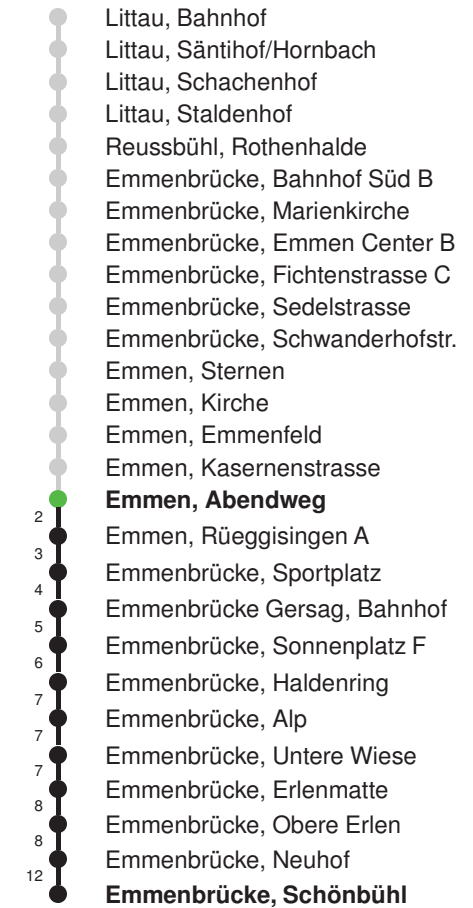 Littau, Bahnhof
Littau, Säntihof/Hornbach
Littau, Schachenhof
Littau, Staldenhof
Reussbühl, Rothenhalde
Emmenbrücke, Bahnhof Süd B
Emmenbrücke, Marienkirche
Emmenbrücke, Emmen Center B
Emmenbrücke, Fichtenstrasse C
Emmenbrücke, Sedelstrasse
Emmenbrücke, Schwanderhofstr.
Emmen, Sternen
Emmen, Kirche
Emmen, Emmenfeld
Emmen, Kasernenstrasse
Emmen, Abendweg
2
Emmen, Rüeggisingen A
3
Emmenbrücke, Sportplatz
4
Emmenbrücke Gersag, Bahnhof
5
Emmenbrücke, Sonnenplatz F
6
Emmenbrücke, Haldenring
7
Emmenbrücke, Alp
7
Emmenbrücke, Untere Wiese
7
Emmenbrücke, Erlenmatte
8
Emmenbrücke, Obere Erlen
8
Emmenbrücke, Neuhof
12
Emmenbrücke, Schönbühl